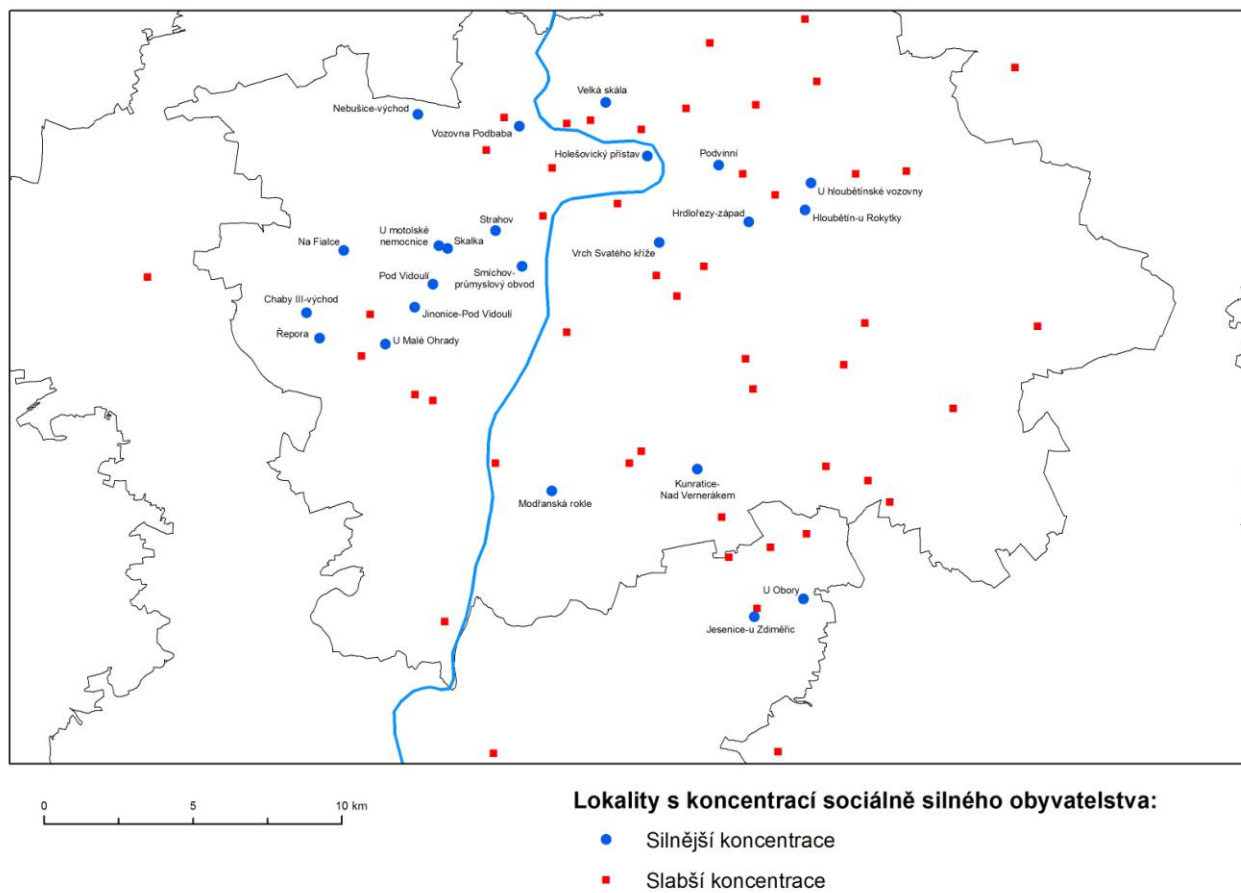 Velká skála
Nebušice-východ
Vozovna Podbaba
Holešovický přístav
Podvinní
U hloubětínské vozovny
Hrdlořezy-západ
Hloubětín-u Rokytky
Strahov
U motolské
nemocnice
Skalka
Na Fialce
Vrch Svatého kříže
Pod Vidoulí
Smíchov-
průmyslový obvod
Chaby III-východ
Jinonice-Pod Vidoulí
Řepora
U Malé Ohrady
Modřanská rokle
Kunratice-
Nad Vernerákem
U Obory
Jesenice-u Zdiměřic
0 5 10 km
Lokality s koncentrací sociálně silného obyvatelstva:
Silnější koncentrace
Slabší koncentrace